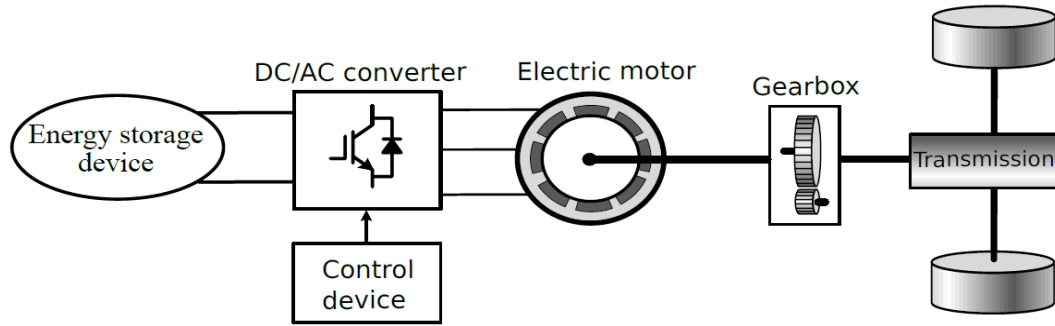 Energy storage
device
DC/AC converter
Control
device
Electric motor
Gearbox
Transmission